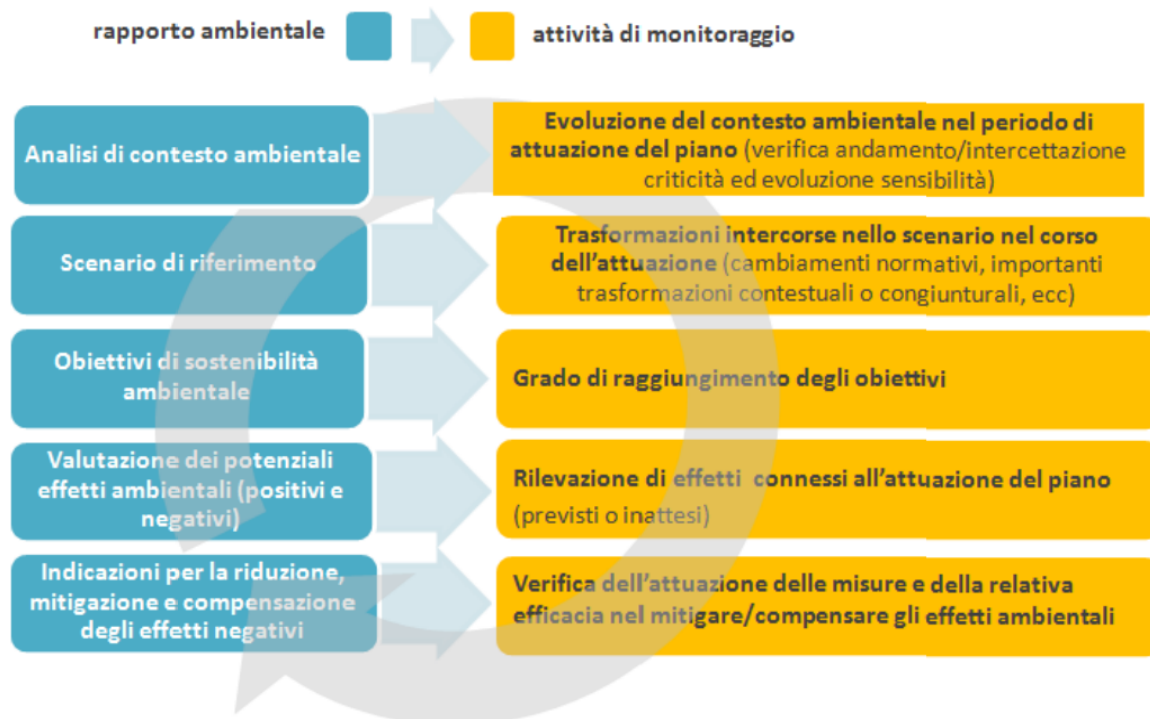 rapporto ambientale
attività di monitoraggio
Analisi di contesto ambientale
Evoluzione del contesto ambientale nel periodo di
attuazione del piano (verifica andamento/intercettazione
criticità ed evoluzione sensibilità)
Scenario di riferimento
Trasformazioni intercorse nello scenario nel corso
dell'attuazione (cambiamenti normativi, importanti
trasformazioni contestuali o congiunturali, ecc)
Obiettivi di sostenibilità
ambientale
Grado di raggiungimento degli obiettivi
Valutazione dei potenziali
effetti ambientali (positivi e
negativi)
Rilevazione di effetti connessi all'attuazione del piano
(previsti o inattesi)
Indicazioni per la riduzione,
mitigazione e compensazione
degli effetti negativi
Verifica dell'attuazione delle misure e della relativa
efficacia nel mitigare/compensare gli effetti ambientali